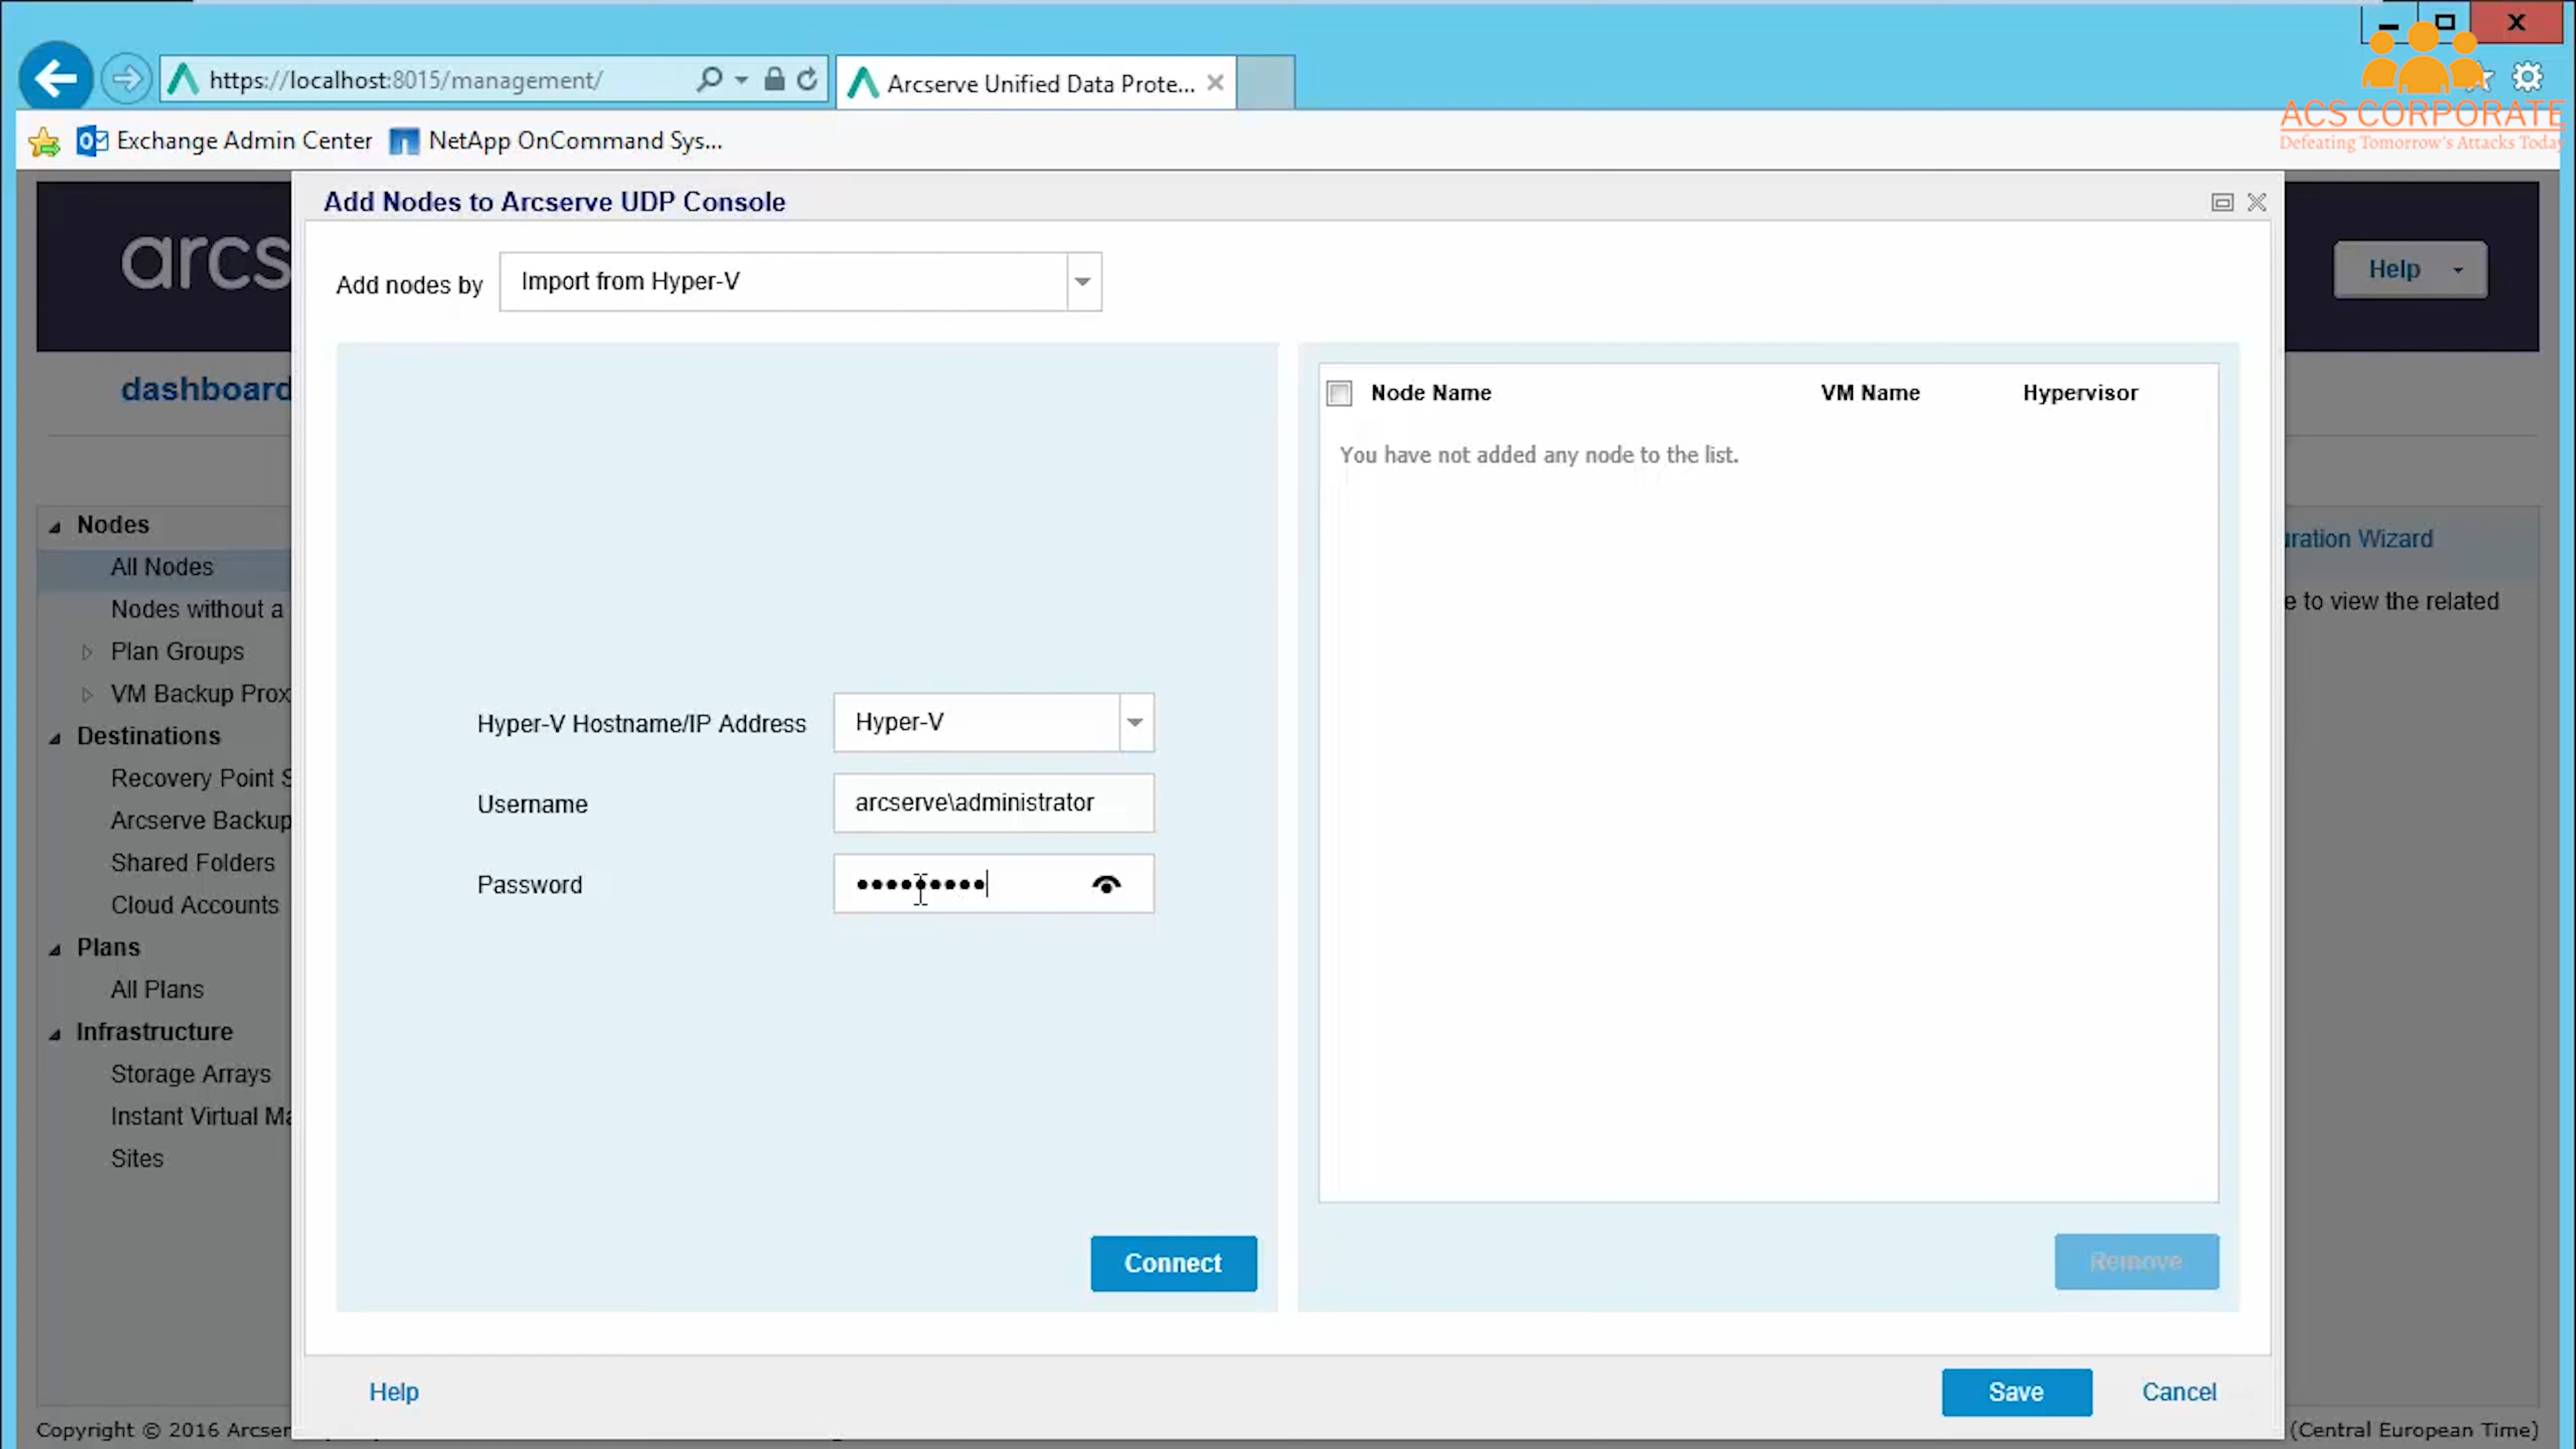 https://localhost:8015/management/
Arcserve Unified Data Prote...
ACS CORPORATE
Defeating Tomorrow's Attacks Today
Exchange Admin Center
NetApp OnCommand Sys...
Add Nodes to Arcserve UDP Console
arcs
Add nodes by
Import from Hyper-V
Help
dashboard
Node Name
VM Name
Hypervisor
You have not added any node to the list.
Nodes
uration Wizard
All Nodes
Nodes without a
e to view the related
Plan Groups
VM Backup Prox
Hyper-V Hostname/IP Address
Hyper-V
Destinations
Recovery Point S
Username
arcserve\administrator
Arcserve Backup
Shared Folders
Password
Cloud Accounts
Plans
All Plans
Infrastructure
Storage Arrays
Instant Virtual Ma
Sites
Connect
Remove
Help
Save
Cancel
Copyright © 2016 Arcser
(Central European Time)